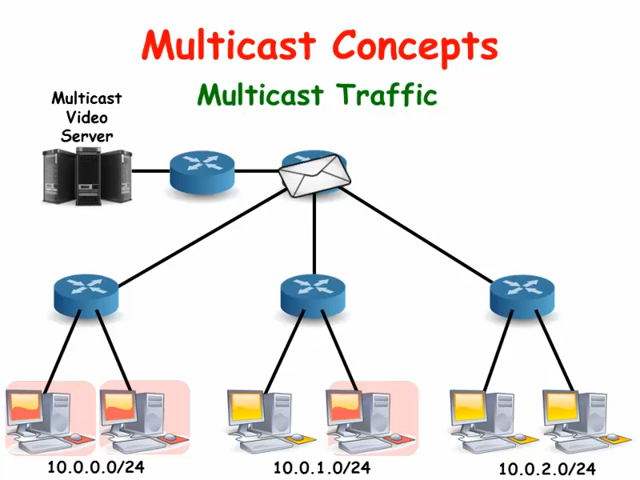 Multicast Concepts
Multicast Traffic
Multicast
Video
Server
10.0.0.0/24
10.0.1.0/24
10.0.2.0/24